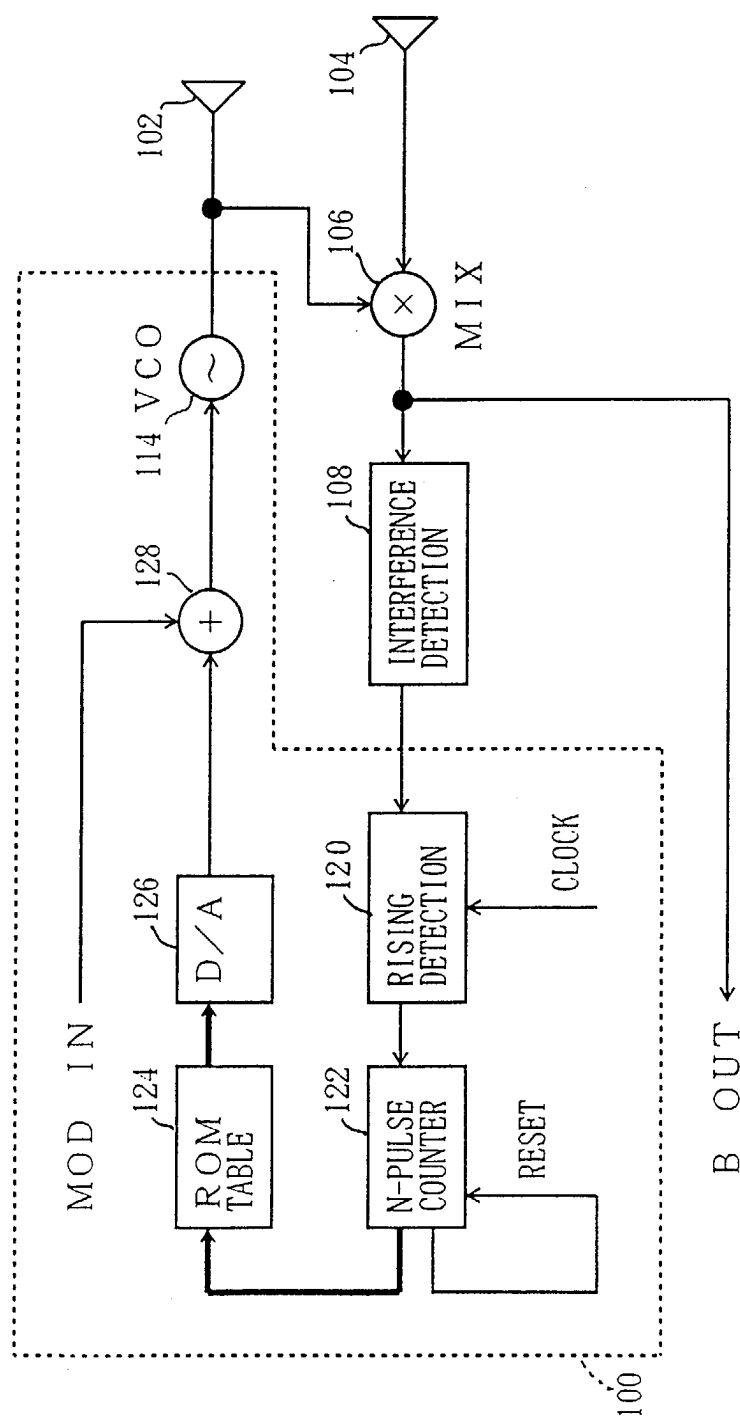 MOD IN
128
114 VCO
102
124
ROM
TABLE
126
D/A
+
~
104
106
×
MIX
122
N-PULSE
COUNTER
120
RISING
DETECTION
108
INTERFERENCE
DETECTION
RESET
CLOCK
100
B OUT